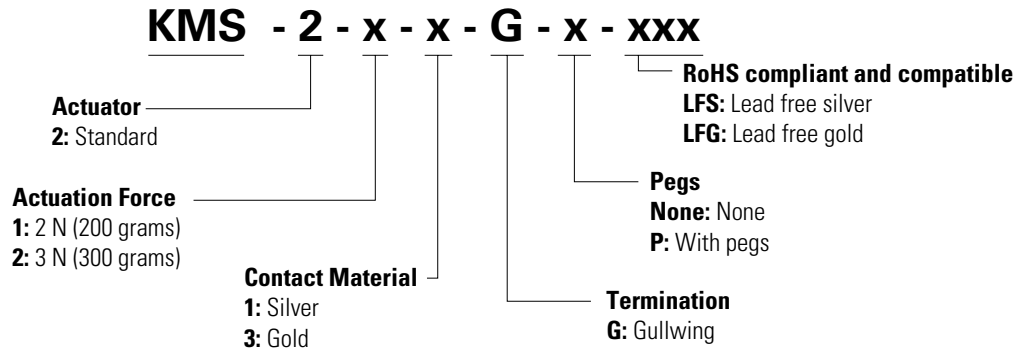 KMS - 2 - x - x - G - x - xxx
RoHS compliant and compatible
LFS: Lead free silver
LFG: Lead free gold
Actuator
2: Standard
Pegs
None: None
P: With pegs
Actuation Force
1: 2 N (200 grams)
2: 3 N (300 grams)
Contact Material
1: Silver
3: Gold
Termination
G: Gullwing